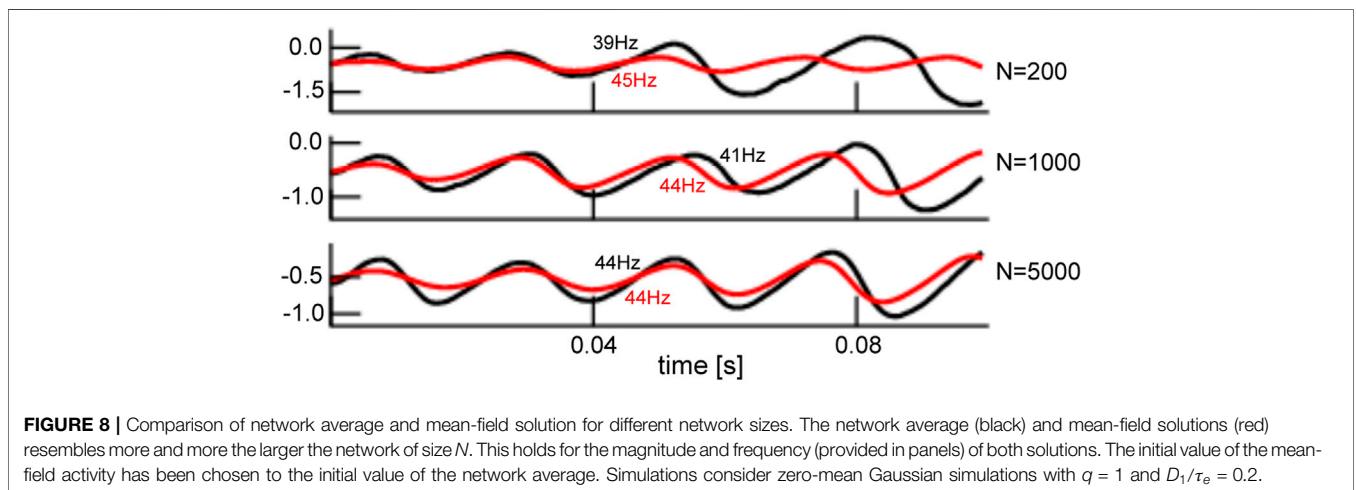 0.0
-1.5
39Hz
45Hz
N=200
0.0
-1.0
41Hz
44Hz
N=1000
-0.5
-1.0
44Hz
44Hz
N=5000
0.04
0.08
time [s]
FIGURE 8 | Comparison of network average and mean-field solution for different network sizes. The network average (black) and mean-field solutions (red)
resembles more and more the larger the network of size N. This holds for the magnitude and frequency (provided in panels) of both solutions. The initial value of the mean-
field activity has been chosen to the initial value of the network average. Simulations consider zero-mean Gaussian simulations with q = 1 and D₁/τₑ = 0.2.